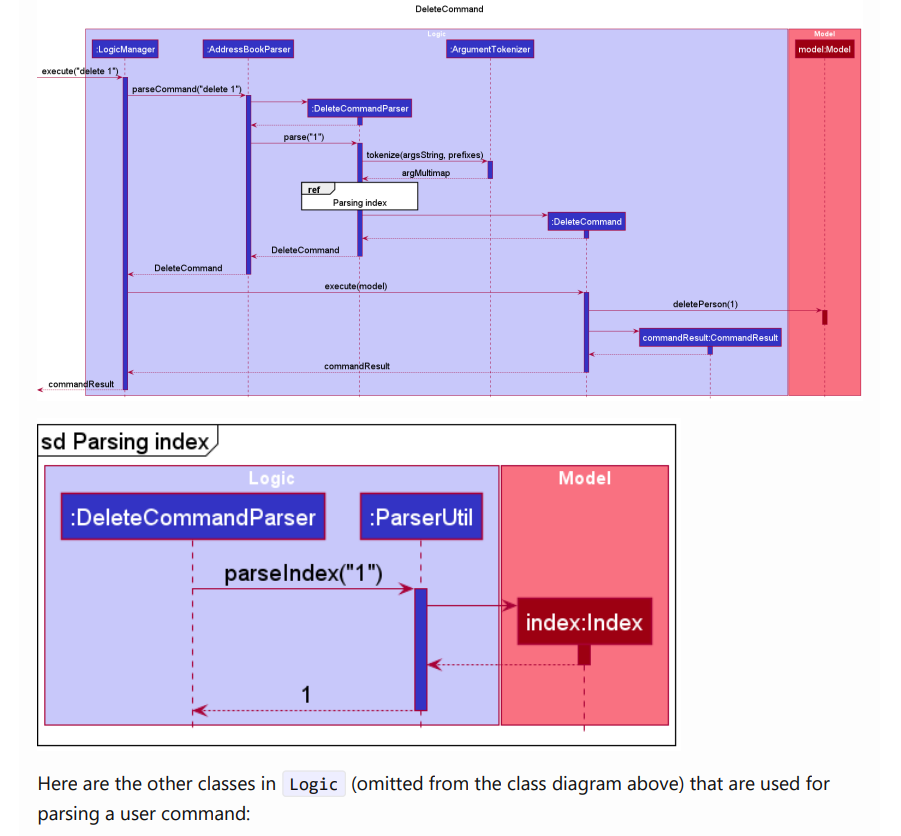 DeleteCommand
Logic
Model
:LogicManager
:AddressBookParser
:ArgumentTokenizer
model:Model
execute("delete 1")
parseCommand("delete 1")
:DeleteCommandParser
parse("1")
tokenize(argsString, prefixes)
argMultimap
ref
Parsing index
:DeleteCommand
DeleteCommand
DeleteCommand
execute(model)
deletePerson(1)
commandResult:CommandResult
commandResult
commandResult
sd Parsing index
Logic
Model
:DeleteCommandParser
:ParserUtil
parseIndex("1")
index:Index
1
Here are the other classes in Logic (omitted from the class diagram above) that are used for
parsing a user command: